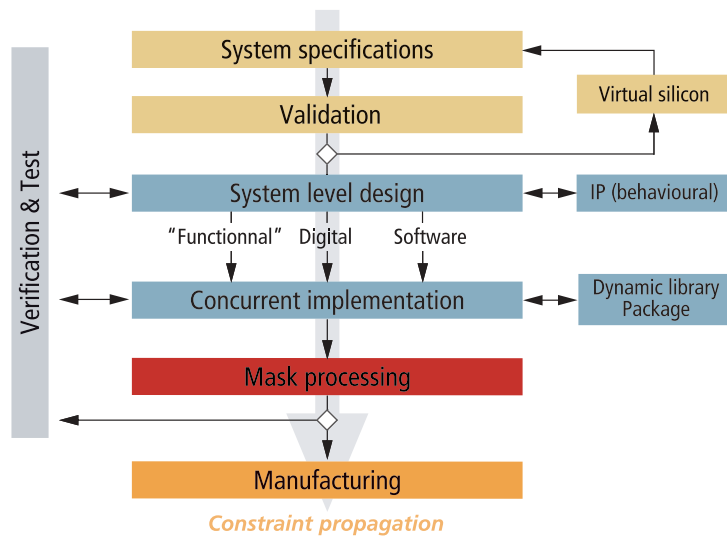 System specifications
Virtual silicon
Validation
Verification & Test
System level design
IP (behavioural)
“Functionnal”
Digital
Software
Concurrent implementation
Dynamic library
Package
Mask processing
Manufacturing
Constraint propagation